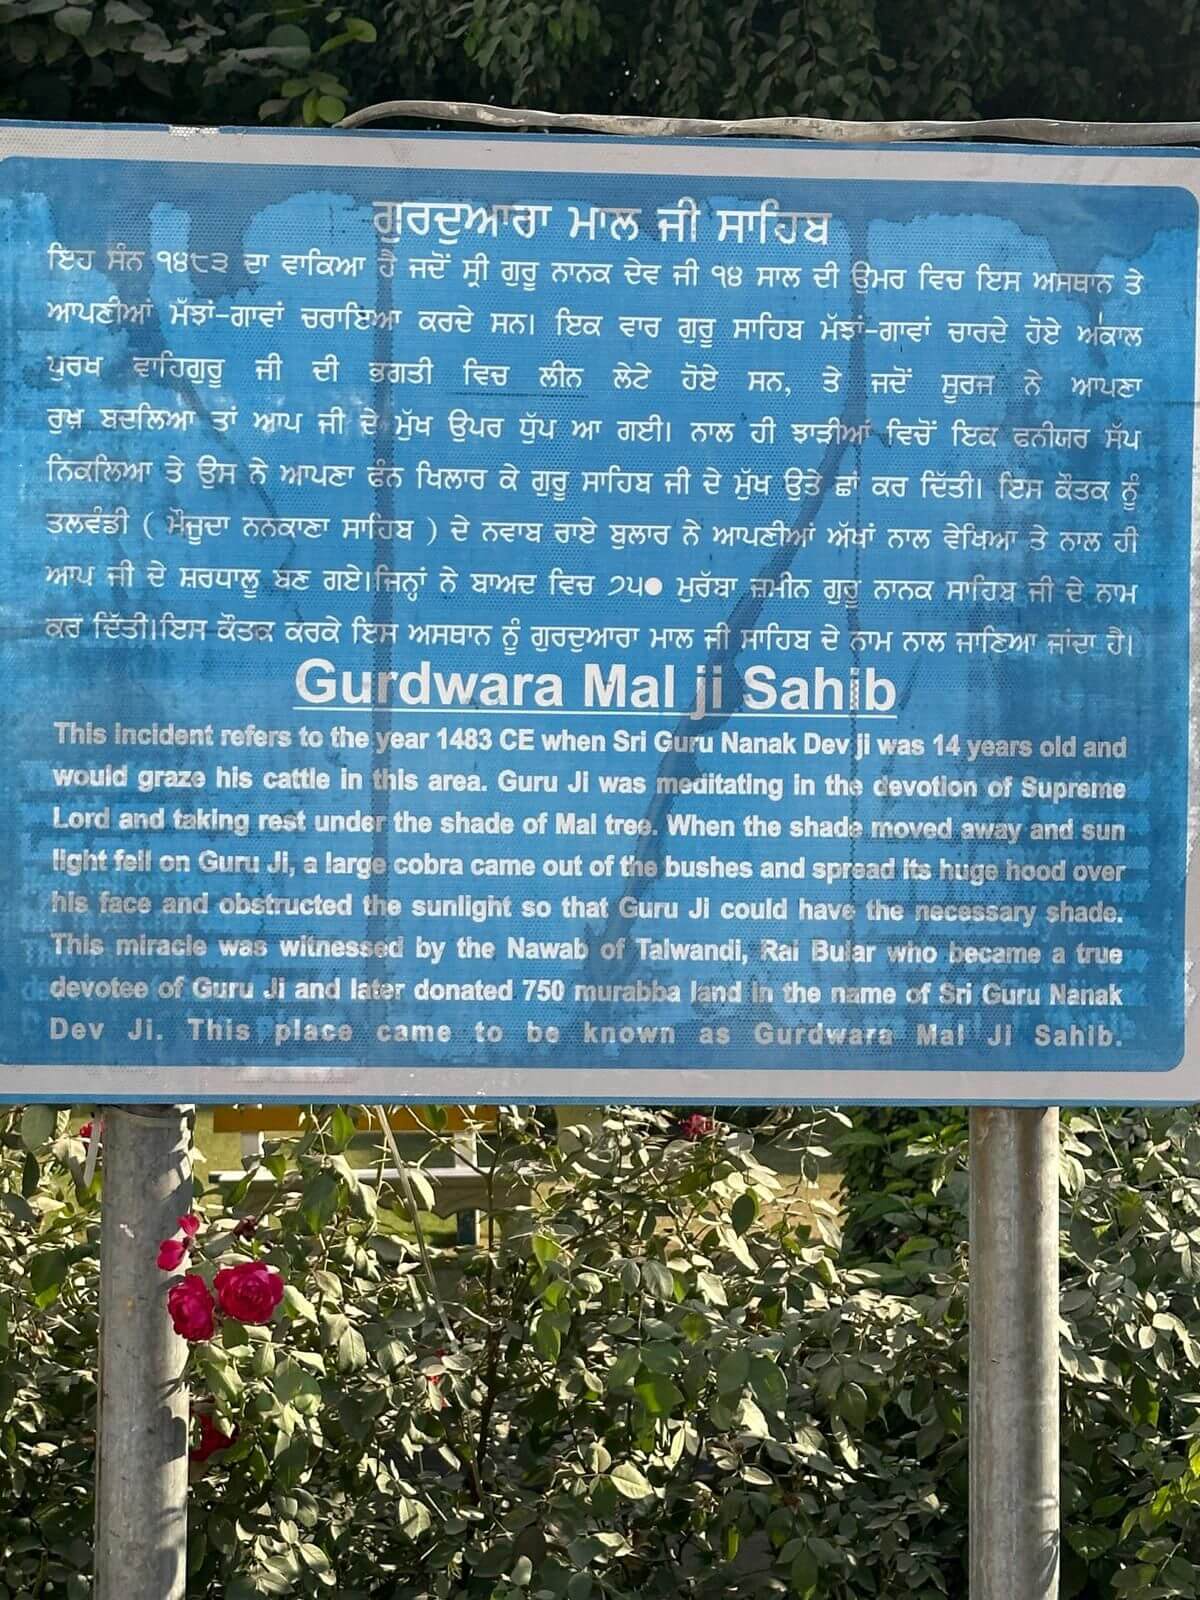 ਗੁਰਦੁਆਰਾ ਮਾਲ ਜੀ ਸਾਹਿਬ
ਇਹ ਸੰਨ ੧੪੮੩ ਦਾ ਵਾਕਿਆ ਹੈ ਜਦੋਂ ਸ੍ਰੀ ਗੁਰੂ ਨਾਨਕ ਦੇਵ ਜੀ ੧੪ ਸਾਲ ਦੀ ਉਮਰ ਵਿਚ ਇਸ ਅਸਥਾਨ ਤੇ
ਆਪਣੀਆਂ ਮੱਝਾਂ-ਗਾਵਾਂ ਚਰਾਇਆ ਕਰਦੇ ਸਨ। ਇਕ ਵਾਰ ਗੁਰੂ ਸਾਹਿਬ ਮੱਝਾਂ-ਗਾਵਾਂ ਚਾਰਦੇ ਹੋਏ ਅਕਾਲ
ਪੁਰਖ ਵਾਹਿਗੁਰੂ ਜੀ ਦੀ ਭਗਤੀ ਵਿਚ ਲੀਨ ਲੇਟੇ ਹੋਏ ਸਨ, ਤੇ ਜਦੋਂ ਸੂਰਜ ਨੇ ਆਪਣਾ
ਰੁਖ਼ ਬਦਲਿਆ ਤਾਂ ਆਪ ਜੀ ਦੇ ਮੁੱਖ ਉਪਰ ਧੁੱਪ ਆ ਗਈ। ਨਾਲ ਹੀ ਝਾੜੀਆਂ ਵਿਚੋਂ ਇਕ ਫਨੀਯਰ ਸੱਪ
ਨਿਕਲਿਆ ਤੇ ਉਸ ਨੇ ਆਪਣਾ ਫੰਨ ਖਿਲਾਰ ਕੇ ਗੁਰੂ ਸਾਹਿਬ ਜੀ ਦੇ ਮੁੱਖ ਉਤੇ ਛਾਂ ਕਰ ਦਿੱਤੀ। ਇਸ ਕੌਤਕ ਨੂੰ
ਤਲਵੰਡੀ ( ਮੌਜੂਦਾ ਨਨਕਾਣਾ ਸਾਹਿਬ ) ਦੇ ਨਵਾਬ ਰਾਏ ਬੁਲਾਰ ਨੇ ਆਪਣੀਆਂ ਅੱਖਾਂ ਨਾਲ ਵੇਖਿਆ ਤੇ ਨਾਲ ਹੀ
ਆਪ ਜੀ ਦੇ ਸ਼ਰਧਾਲੂ ਬਣ ਗਏ।ਜਿਨ੍ਹਾਂ ਨੇ ਬਾਅਦ ਵਿਚ ੭੫● ਮੁਰੱਬਾ ਜ਼ਮੀਨ ਗੁਰੂ ਨਾਨਕ ਸਾਹਿਬ ਜੀ ਦੇ ਨਾਮ
ਕਰ ਦਿੱਤੀ।ਇਸ ਕੌਤਕ ਕਰਕੇ ਇਸ ਅਸਥਾਨ ਨੂੰ ਗੁਰਦੁਆਰਾ ਮਾਲ ਜੀ ਸਾਹਿਬ ਦੇ ਨਾਮ ਨਾਲ ਜਾਣਿਆ ਜਾਂਦਾ ਹੈ।
Gurdwara Mal ji Sahib
This incident refers to the year 1483 CE when Sri Guru Nanak Dev ji was 14 years old and
would graze his cattle in this area. Guru Ji was meditating in the devotion of Supreme
Lord and taking rest under the shade of Mal tree. When the shade moved away and sun
light fell on Guru Ji, a large cobra came out of the bushes and spread its huge hood over
his face and obstructed the sunlight so that Guru Ji could have the necessary shade.
This miracle was witnessed by the Nawab of Talwandi, Rai Bular who became a true
devotee of Guru Ji and later donated 750 murabba land in the name of Sri Guru Nanak
Dev Ji. This place came to be known as Gurdwara Mal Ji Sahib.